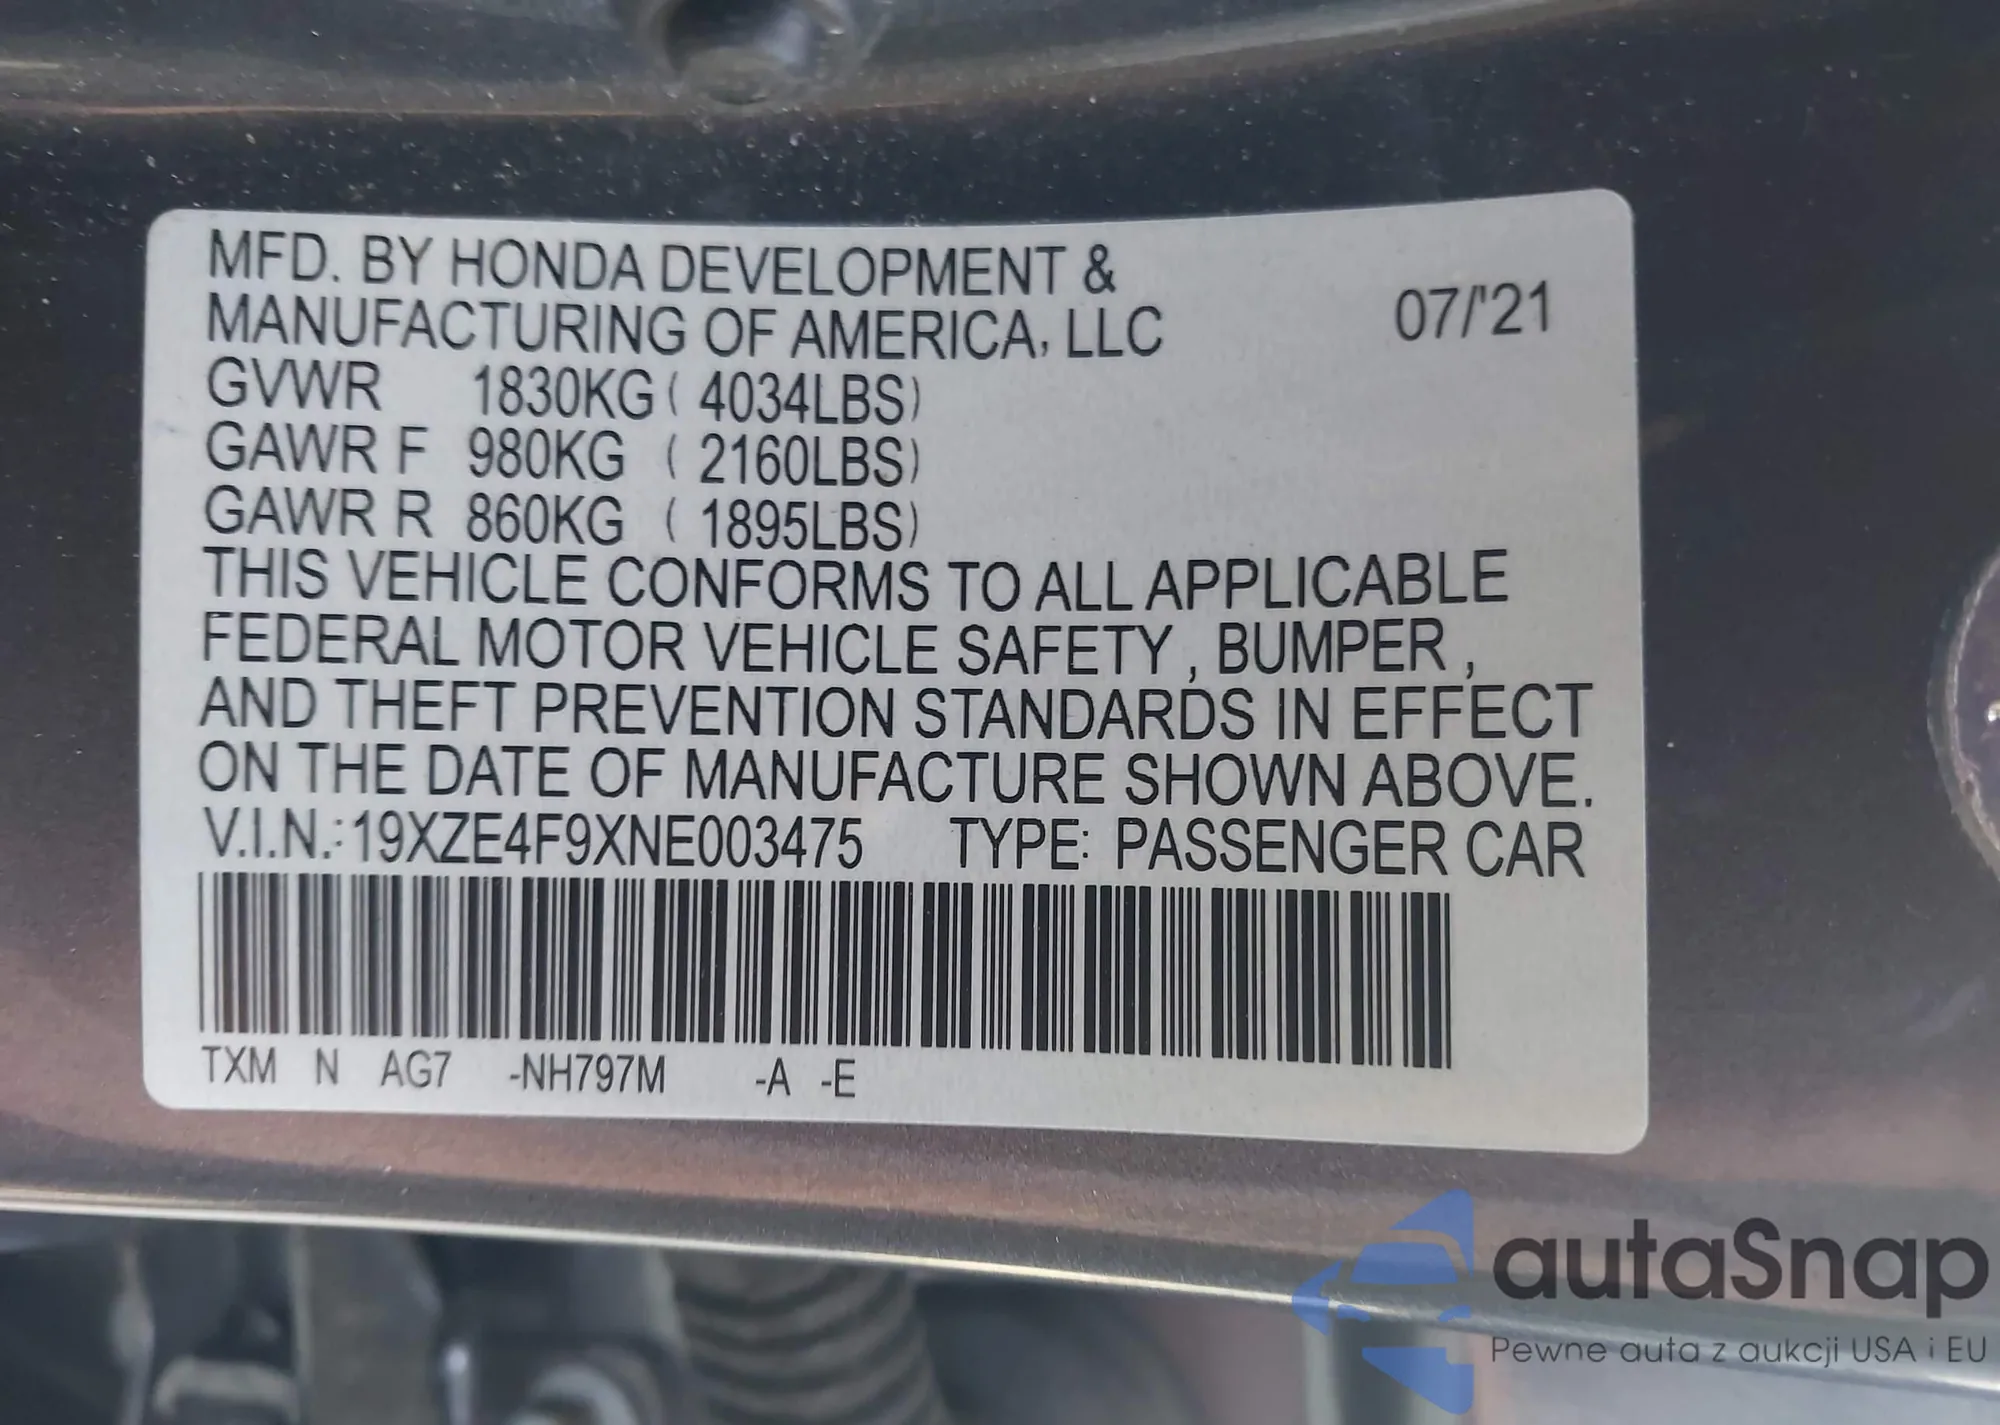 MFD. BY HONDA DEVELOPMENT &
MANUFACTURING OF AMERICA, LLC 07/'21
GVWR 1830KG ( 4034LBS)
GAWR F 980KG ( 2160LBS)
GAWR R 860KG ( 1895LBS)
THIS VEHICLE CONFORMS TO ALL APPLICABLE
FEDERAL MOTOR VEHICLE SAFETY , BUMPER ,
AND THEFT PREVENTION STANDARDS IN EFFECT
ON THE DATE OF MANUFACTURE SHOWN ABOVE.
V.I.N.:19XZE4F9XNE003475 TYPE: PASSENGER CAR
TXM N AG7 -NH797M -A -E
autaSnap
Pewne auta z aukcji USA i EU